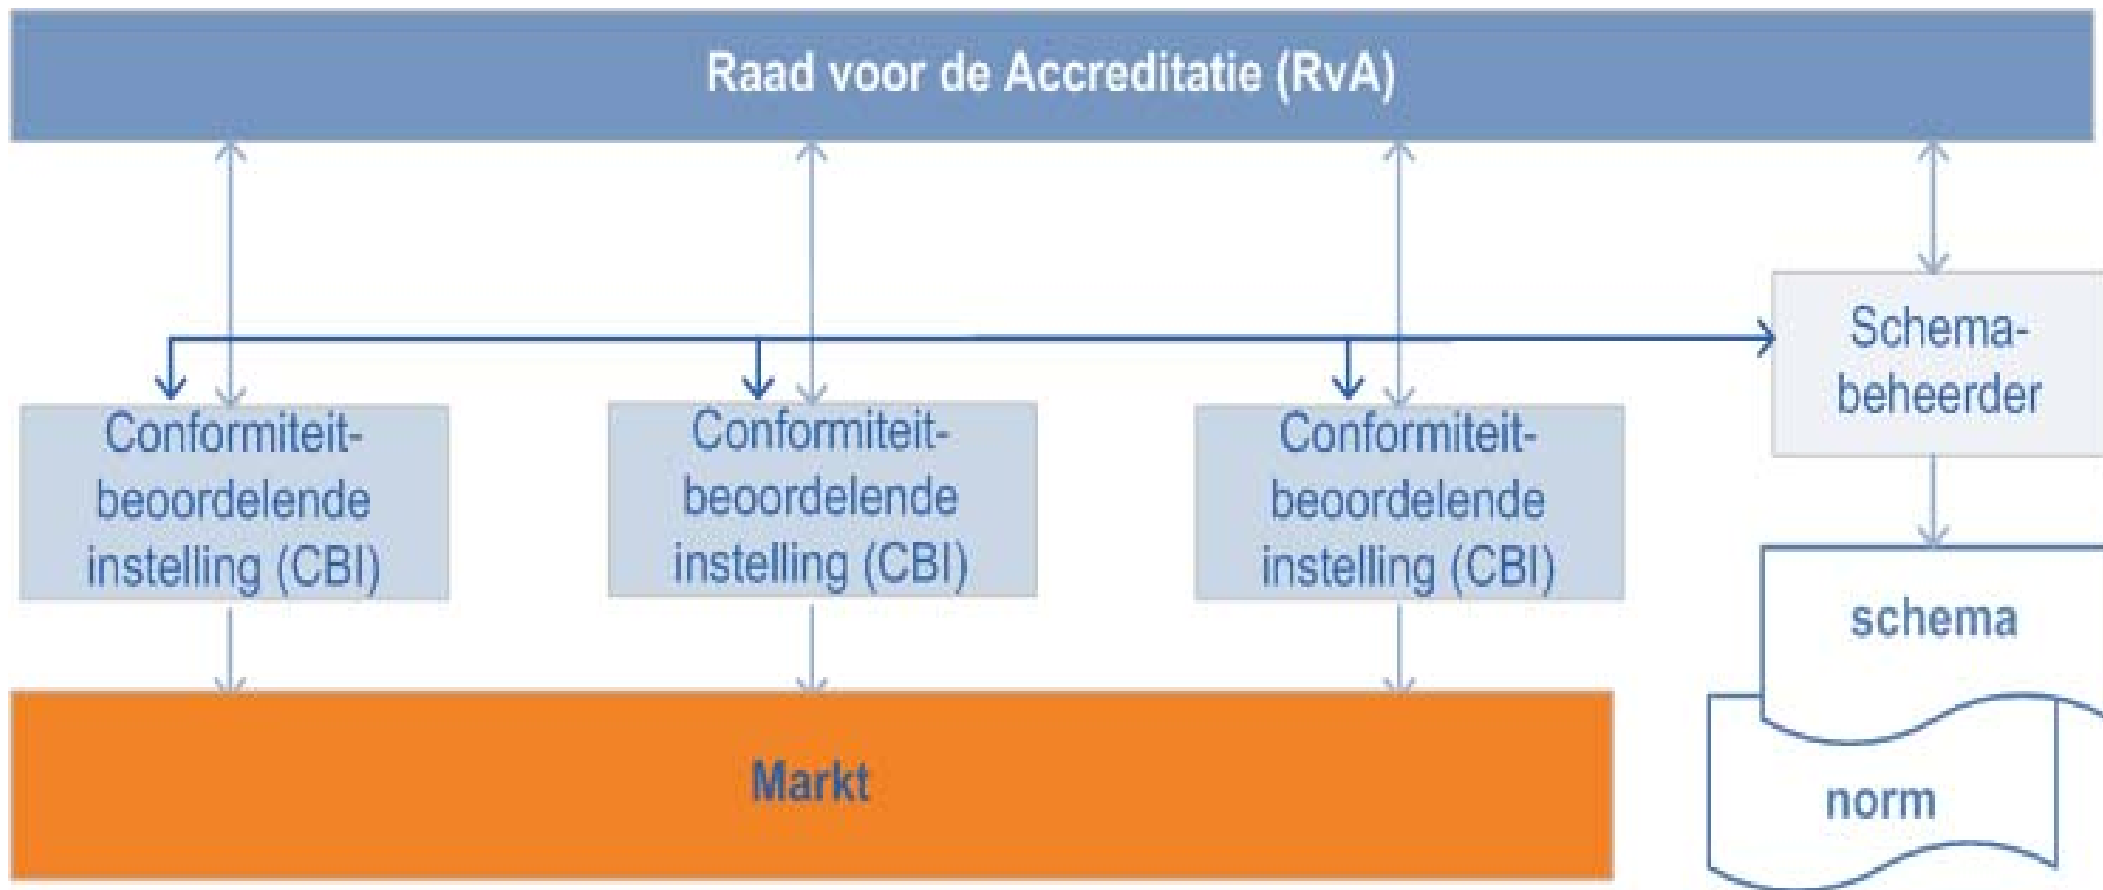 Raad voor de Accreditatie (RvA)
Schema-
beheerder
Conformiteit-
beoordelende
instelling (CBI)
Conformiteit-
beoordelende
instelling (CBI)
Conformiteit-
beoordelende
instelling (CBI)
schema
norm
Markt